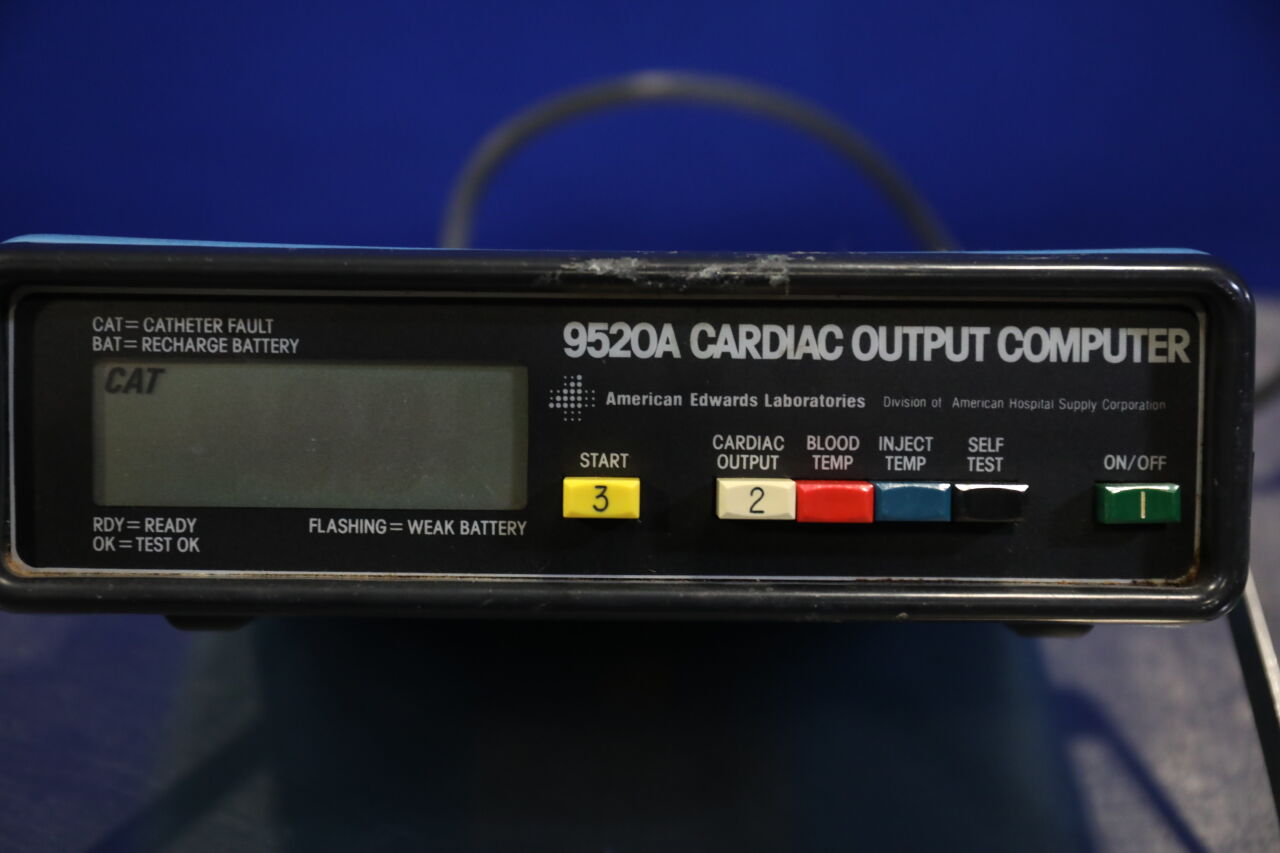 CAT= CATHETER FAULT
BAT= RECHARGE BATTERY
CAT
RDY= READY
OK= TEST OK
FLASHING= WEAK BATTERY
9520A CARDIAC OUTPUT COMPUTER
American Edwards Laboratories Division of American Hospital Supply Corporation
START
3
CARDIAC OUTPUT
2
BLOOD TEMP
INJECT TEMP
SELF TEST
ON/OFF
1